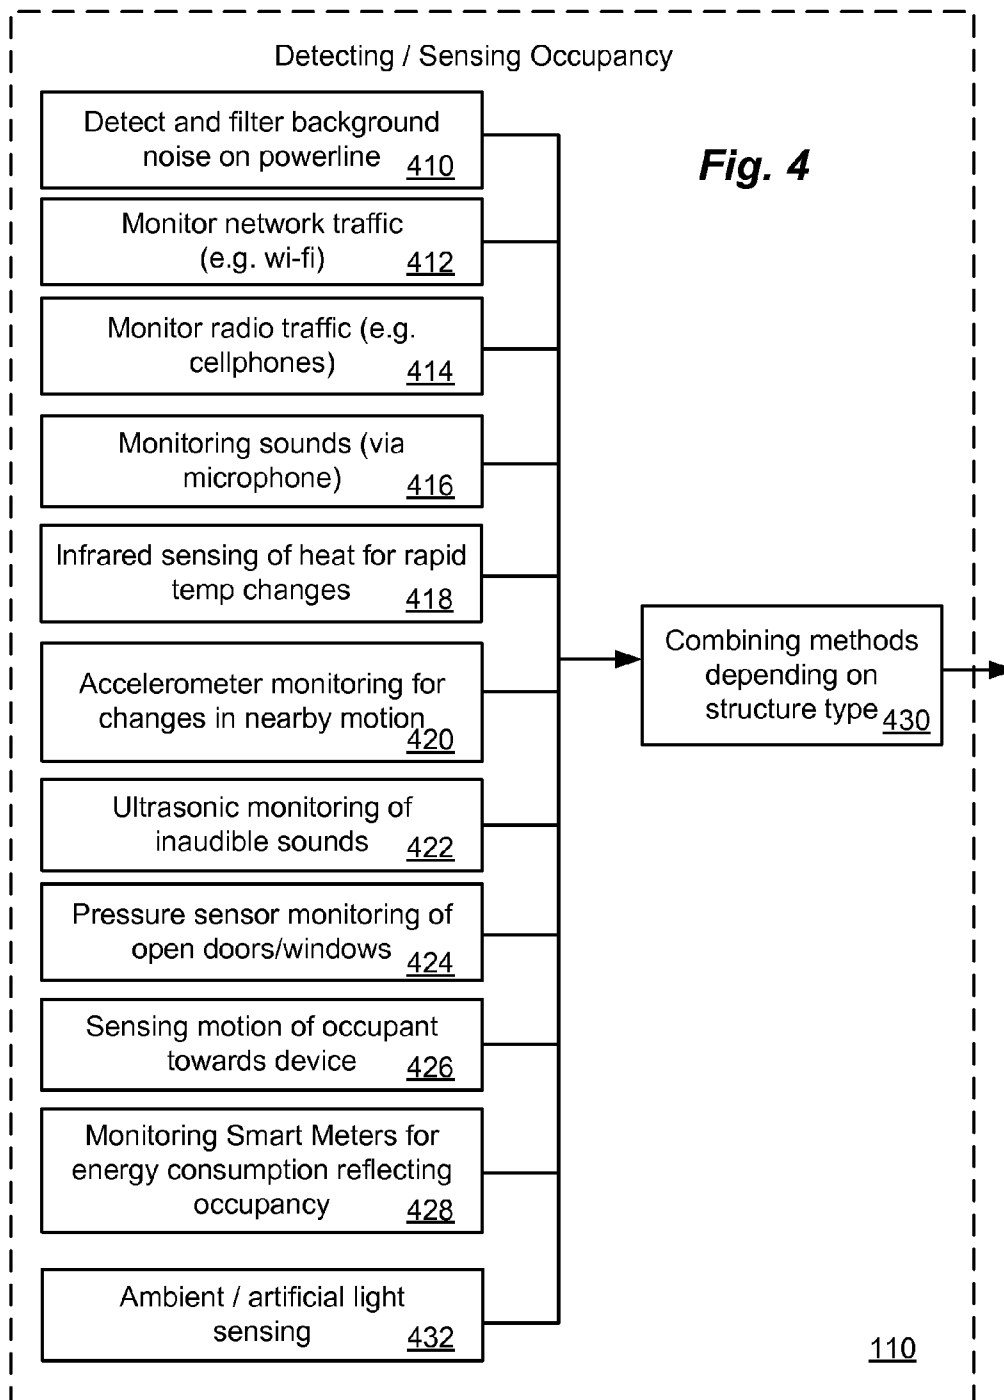 Detecting / Sensing Occupancy
Fig. 4
Detect and filter background
noise on powerline
410
Monitor network traffic
(e.g. wi-fi)
412
Monitor radio traffic (e.g.
cellphones)
414
Monitoring sounds (via
microphone)
416
Infrared sensing of heat for rapid
temp changes
418
Accelerometer monitoring for
changes in nearby motion
420
Ultrasonic monitoring of
inaudible sounds
422
Pressure sensor monitoring of
open doors/windows
424
Sensing motion of occupant
towards device
426
Monitoring Smart Meters for
energy consumption reflecting
occupancy
428
Ambient / artificial light
sensing
432
Combining methods
depending on
structure type
430
110